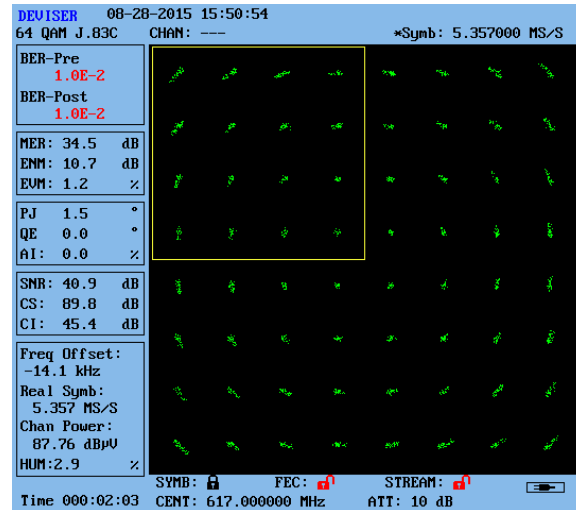 DEVISER 08-28-2015 15:50:54
64 QAM J.83C CHAN: --- *Symb: 5.357000 MS/S
BER-Pre
1.0E-2
BER-Post
1.0E-2
MER: 34.5 dB
ENM: 10.7 dB
EVM: 1.2 %
PJ 1.5 °
QE 0.0 °
AI: 0.0 %
SNR: 40.9 dB
CS: 89.8 dB
CI: 45.4 dB
Freq Offset:
-14.1 kHz
Real Symb:
5.357 MS/S
Chan Power:
87.76 dBµV
HUM:2.9 %
SYMB: FEC: STREAM:
Time 000:02:03 CENT: 617.000000 MHz ATT: 10 dB